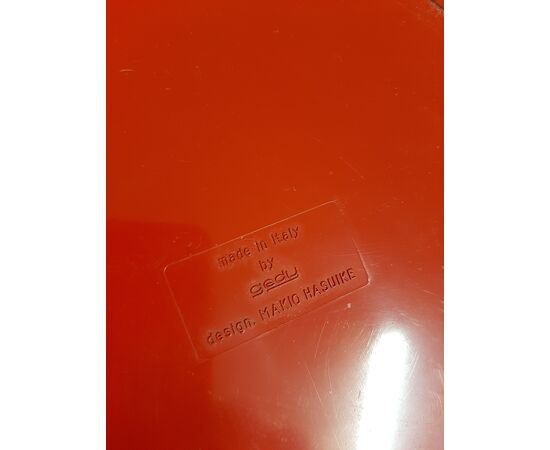 made in Italy
by
gedy
design. MAKIO HASUIKE